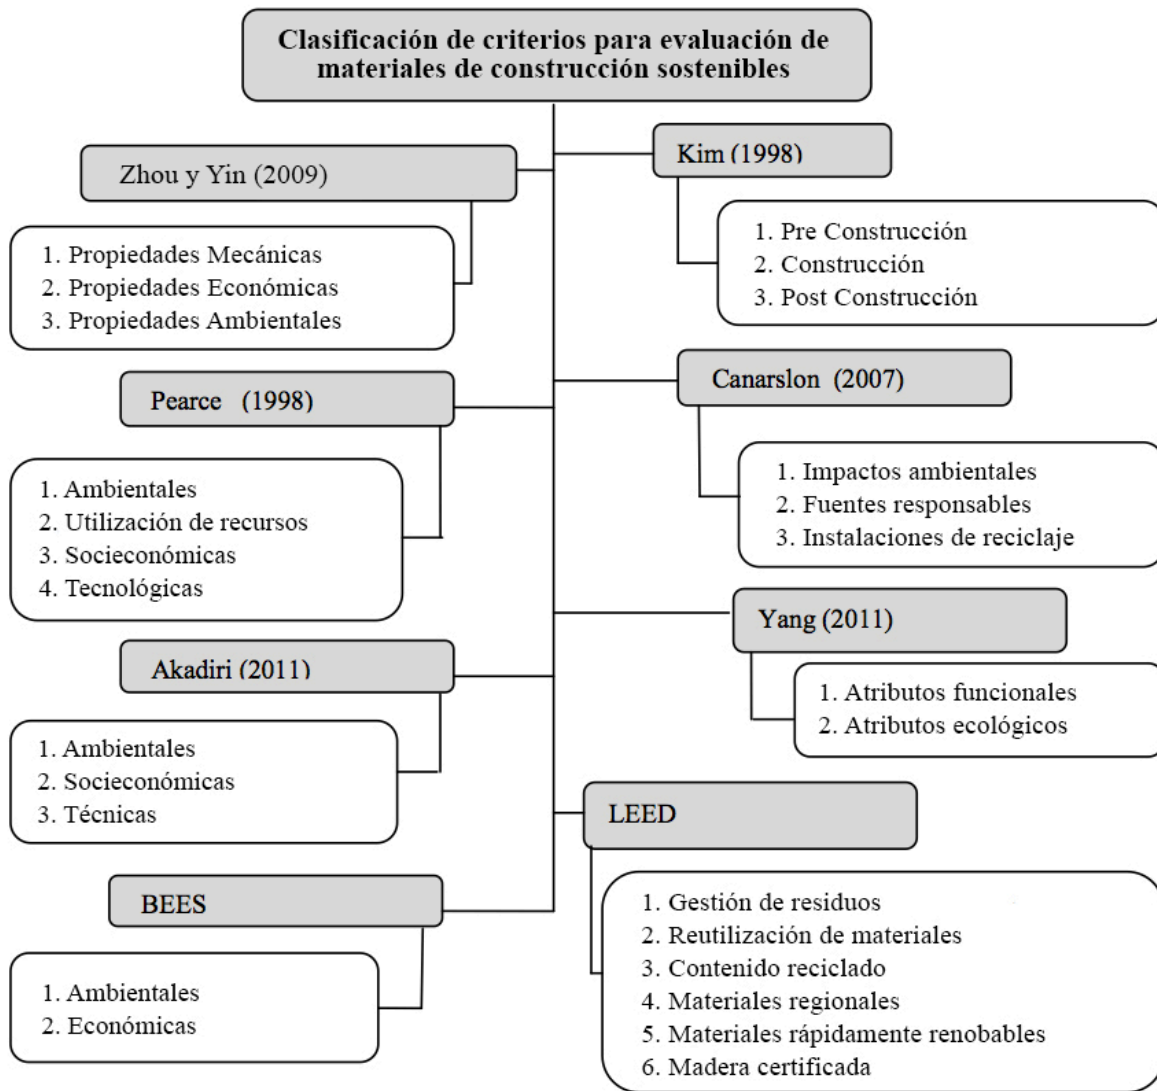 Clasificación de criterios para evaluación de
materiales de construcción sostenibles
Zhou y Yin (2009)
1. Propiedades Mecánicas
2. Propiedades Económicas
3. Propiedades Ambientales
Kim (1998)
1. Pre Construcción
2. Construcción
3. Post Construcción
Pearce (1998)
1. Ambientales
2. Utilización de recursos
3. Socieconómicas
4. Tecnológicas
Canarslon (2007)
1. Impactos ambientales
2. Fuentes responsables
3. Instalaciones de reciclaje
Akadiri (2011)
1. Ambientales
2. Socieconómicas
3. Técnicas
Yang (2011)
1. Atributos funcionales
2. Atributos ecológicos
BEES
1. Ambientales
2. Económicas
LEED
1. Gestión de residuos
2. Reutilización de materiales
3. Contenido reciclado
4. Materiales regionales
5. Materiales rápidamente renobables
6. Madera certificada